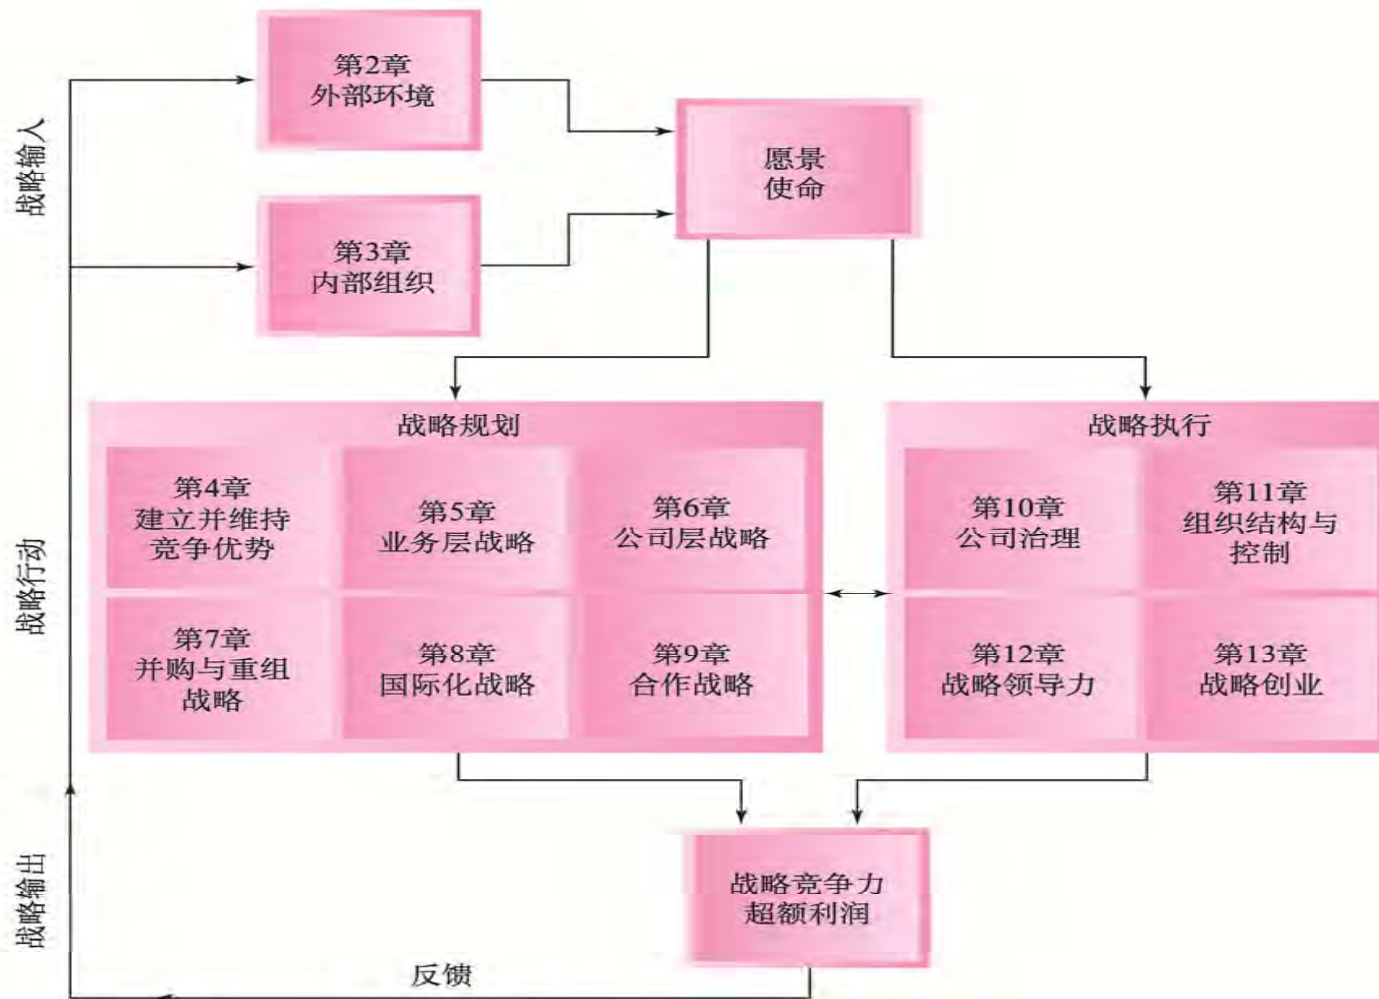 战略输人
第2章
外部环境
第3章
内部组织
愿景
使命
战略行动
战略规划
第4章
建立并维持
竞争优势
第5章
业务层战略
第6章
公司层战略
第7章
并购与重组
战略
第8章
国际化战略
第9章
合作战略
战略执行
第10章
公司治理
第11章
组织结构与
控制
第12章
战略领导力
第13章
战略创业
战略输出
战略竞争力
超额利润
反馈